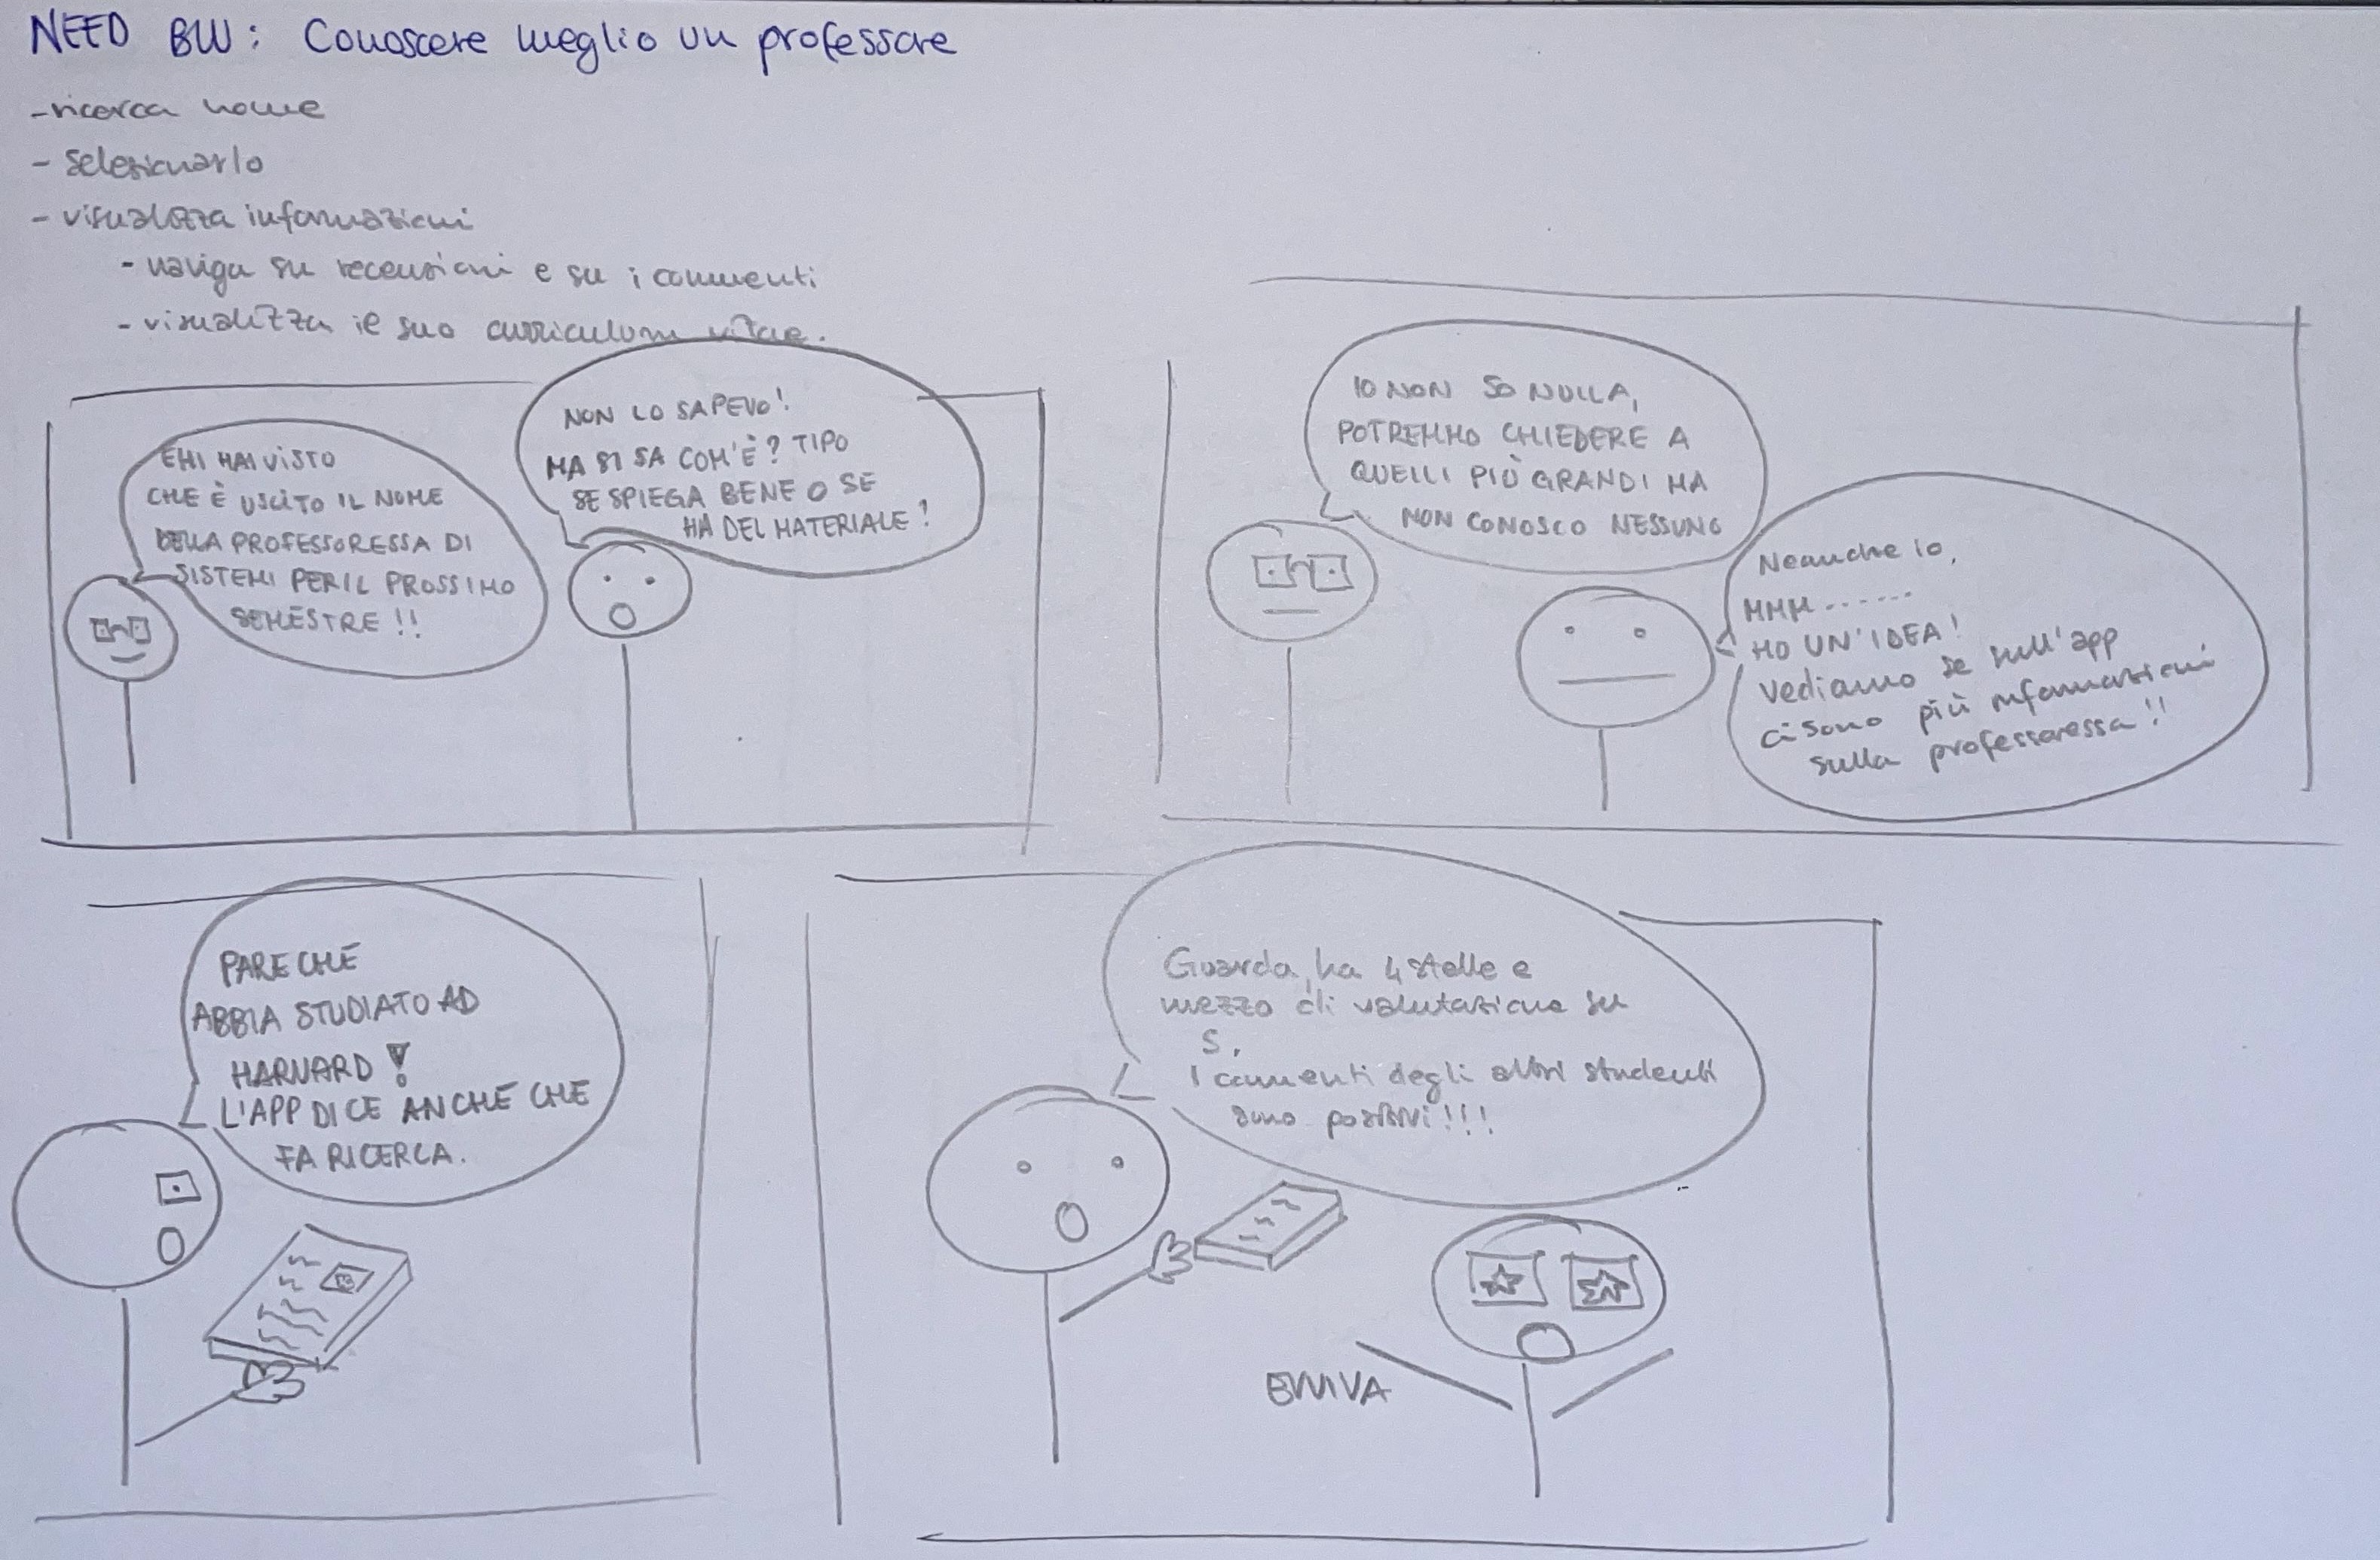 NEED BW: Conoscere meglio un professore
- ricerca nome
- selezionarlo
- visualizza informazioni
- naviga su recensioni e su i commenti
- visualizza il suo curriculum vitae.
EHI HAI VISTO
CHE È USCITO IL NOME
DELLA PROFESSORESSA DI
SISTEMI PER IL PROSSIMO
SEMESTRE !!
NON LO SAPEVO!
MA SI SA COM'È? TIPO
SE SPIEGA BENE O SE
HA DEL MATERIALE?
IO NON SO NULLA,
POTREMMO CHIEDERE A
QUELLI PIÙ GRANDI MA
NON CONOSCO NESSUNO
Neanche io,
MMM.......
HO UN'IDEA!
Vediamo se sull'app
ci sono più informazioni
sulla professoressa!!
PARE CHE
ABBIA STUDIATO AD
HARNARD!
L'APP DICE ANCHE CHE
FA RICERCA.
Guarda, ha 4 stelle e
mezzo di valutazione su
5.
I commenti degli altri studenti
sono positivi!!!
EVVIVA